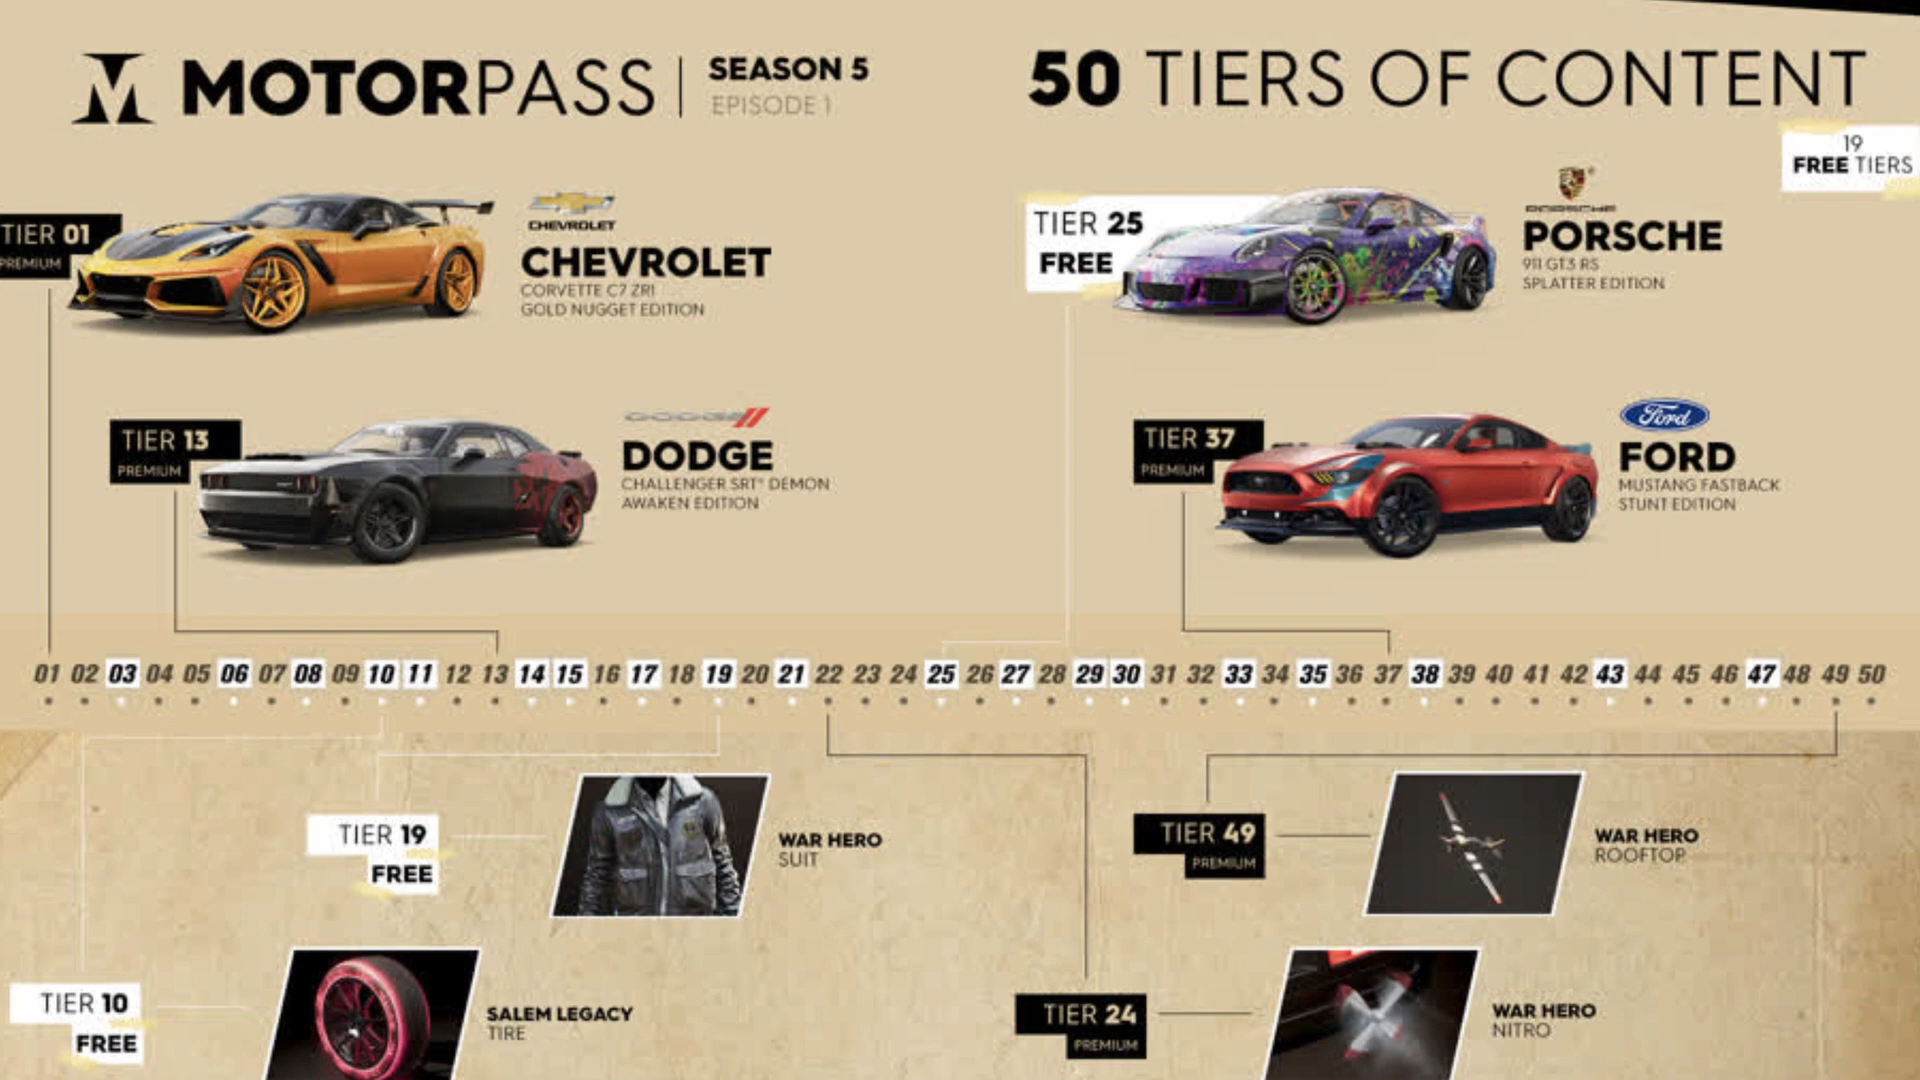 MOTORPASS
SEASON 5
EPISODE 1
50 TIERS OF CONTENT
19
FREE TIERS
TIER 01
PREMIUM
CHEVROLET
CHEVROLET
CORVETTE C7 ZR1
GOLD NUGGET EDITION
TIER 25
FREE
PORSCHE
PORSCHE
911 GT3 RS
SPLATTER EDITION
TIER 13
PREMIUM
DODGE
DODGE
CHALLENGER SRT® DEMON
AWAKEN EDITION
TIER 37
PREMIUM
Ford
FORD
MUSTANG FASTBACK
STUNT EDITION
01 02 03 04 05 06 07 08 09 10 11 12 13 14 15 16 17 18 19 20 21 22 23 24 25 26 27 28 29 30 31 32 33 34 35 36 37 38 39 40 41 42 43 44 45 46 47 48 49 50
TIER 19
FREE
WAR HERO
SUIT
TIER 49
PREMIUM
WAR HERO
ROOFTOP
TIER 10
FREE
SALEM LEGACY
TIRE
TIER 24
PREMIUM
WAR HERO
NITRO